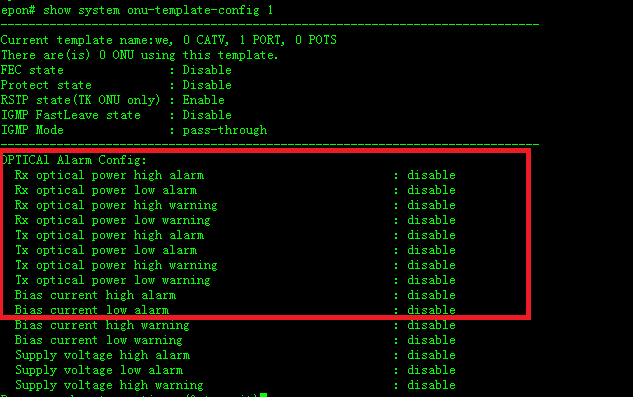 epon# show system onu-template-config 1
------------------------------------------------------------------------
Current template name:we, 0 CATV, 1 PORT, 0 POTS
There are(is) 0 ONU using this template.
FEC state : Disable
Protect state : Disable
RSTP state(TK ONU only) : Enable
IGMP FastLeave state : Disable
IGMP Mode : pass-through
------------------------------------------------------------------------
OPTICAl Alarm Config:
Rx optical power high alarm : disable
Rx optical power low alarm : disable
Rx optical power high warning : disable
Rx optical power low warning : disable
Tx optical power high alarm : disable
Tx optical power low alarm : disable
Tx optical power high warning : disable
Tx optical power low warning : disable
Bias current high alarm : disable
Bias current low alarm : disable
Bias current high warning : disable
Bias current low warning : disable
Supply voltage high alarm : disable
Supply voltage low alarm : disable
Supply voltage high warning : disable